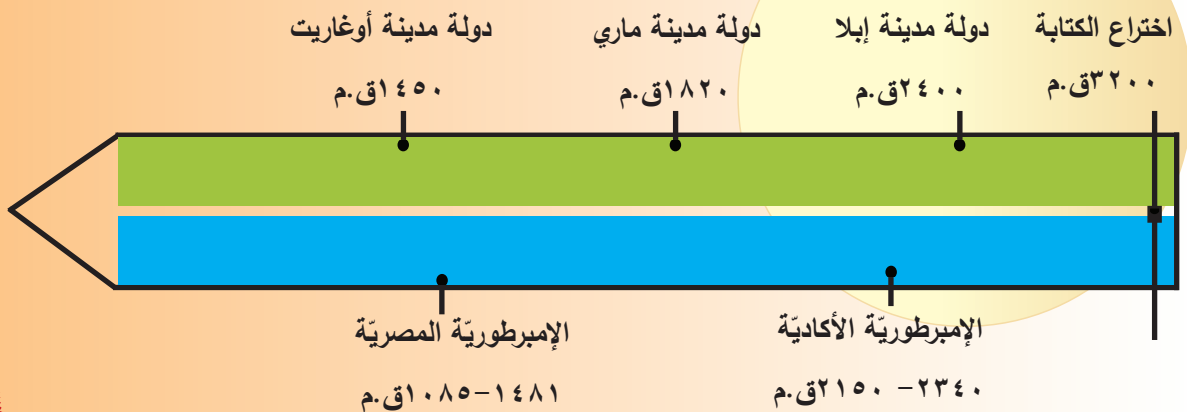 اختراع الكتابة
٣٢٠٠ق.م
دولة مدينة إبلا
٢٤٠٠ق.م
دولة مدينة ماري
١٨٢٠ق.م
دولة مدينة أوغاريت
١٤٥٠ق.م
الإمبرطوريّة الأكاديّة
٢٣٤٠- ٢١٥٠ق.م
الإمبرطوريّة المصريّة
١٤٨١-١٠٨٥ق.م